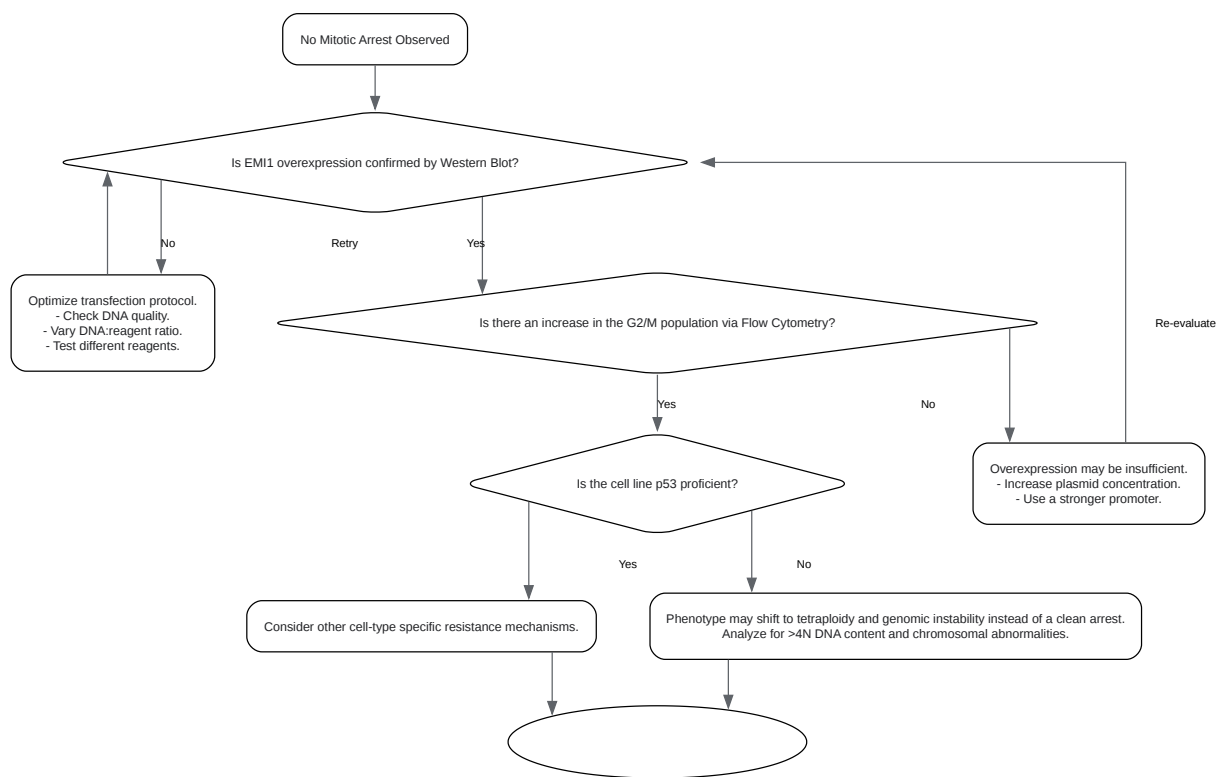 No Mitotic Arrest Observed
Is EMI1 overexpression confirmed by Western Blot?
No
Retry
Yes
Optimize transfection protocol.
- Check DNA quality.
- Vary DNA:reagent ratio.
- Test different reagents.
Is there an increase in the G2/M population via Flow Cytometry?
Re-evaluate
Yes
No
Overexpression may be insufficient.
- Increase plasmid concentration.
- Use a stronger promoter.
Is the cell line p53 proficient?
Yes
No
Consider other cell-type specific resistance mechanisms.
Phenotype may shift to tetraploidy and genomic instability instead of a clean arrest.
Analyze for >4N DNA content and chromosomal abnormalities.